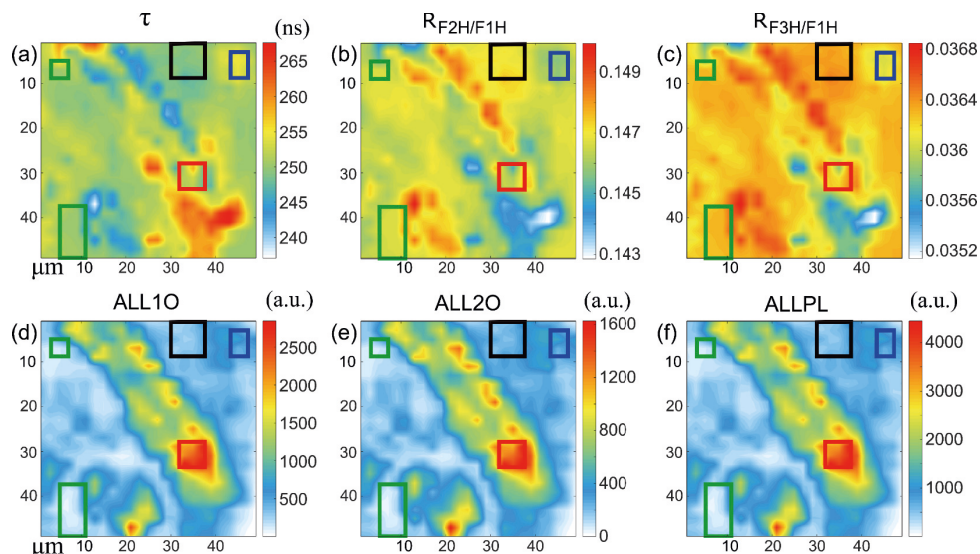 τ R_F2H/F1H R_F3H/F1H
(a) (ns) (b) (c)
10 20 30 40
265 260 255 250 245 240
0.149 0.147 0.145 0.143
10 20 30 40
0.0368 0.0364 0.036 0.0356 0.0352
μm 10 20 30 40
10 20 30 40
10 20 30 40
ALL1O (a.u.) ALL2O (a.u.) ALLPL (a.u.)
(d) (e) (f)
10 20 30 40
2500 2000 1500 1000 500
10 20 30 40
1600 1200 800 400 0
10 20 30 40
4000 3000 2000 1000
μm 10 20 30 40
10 20 30 40
10 20 30 40